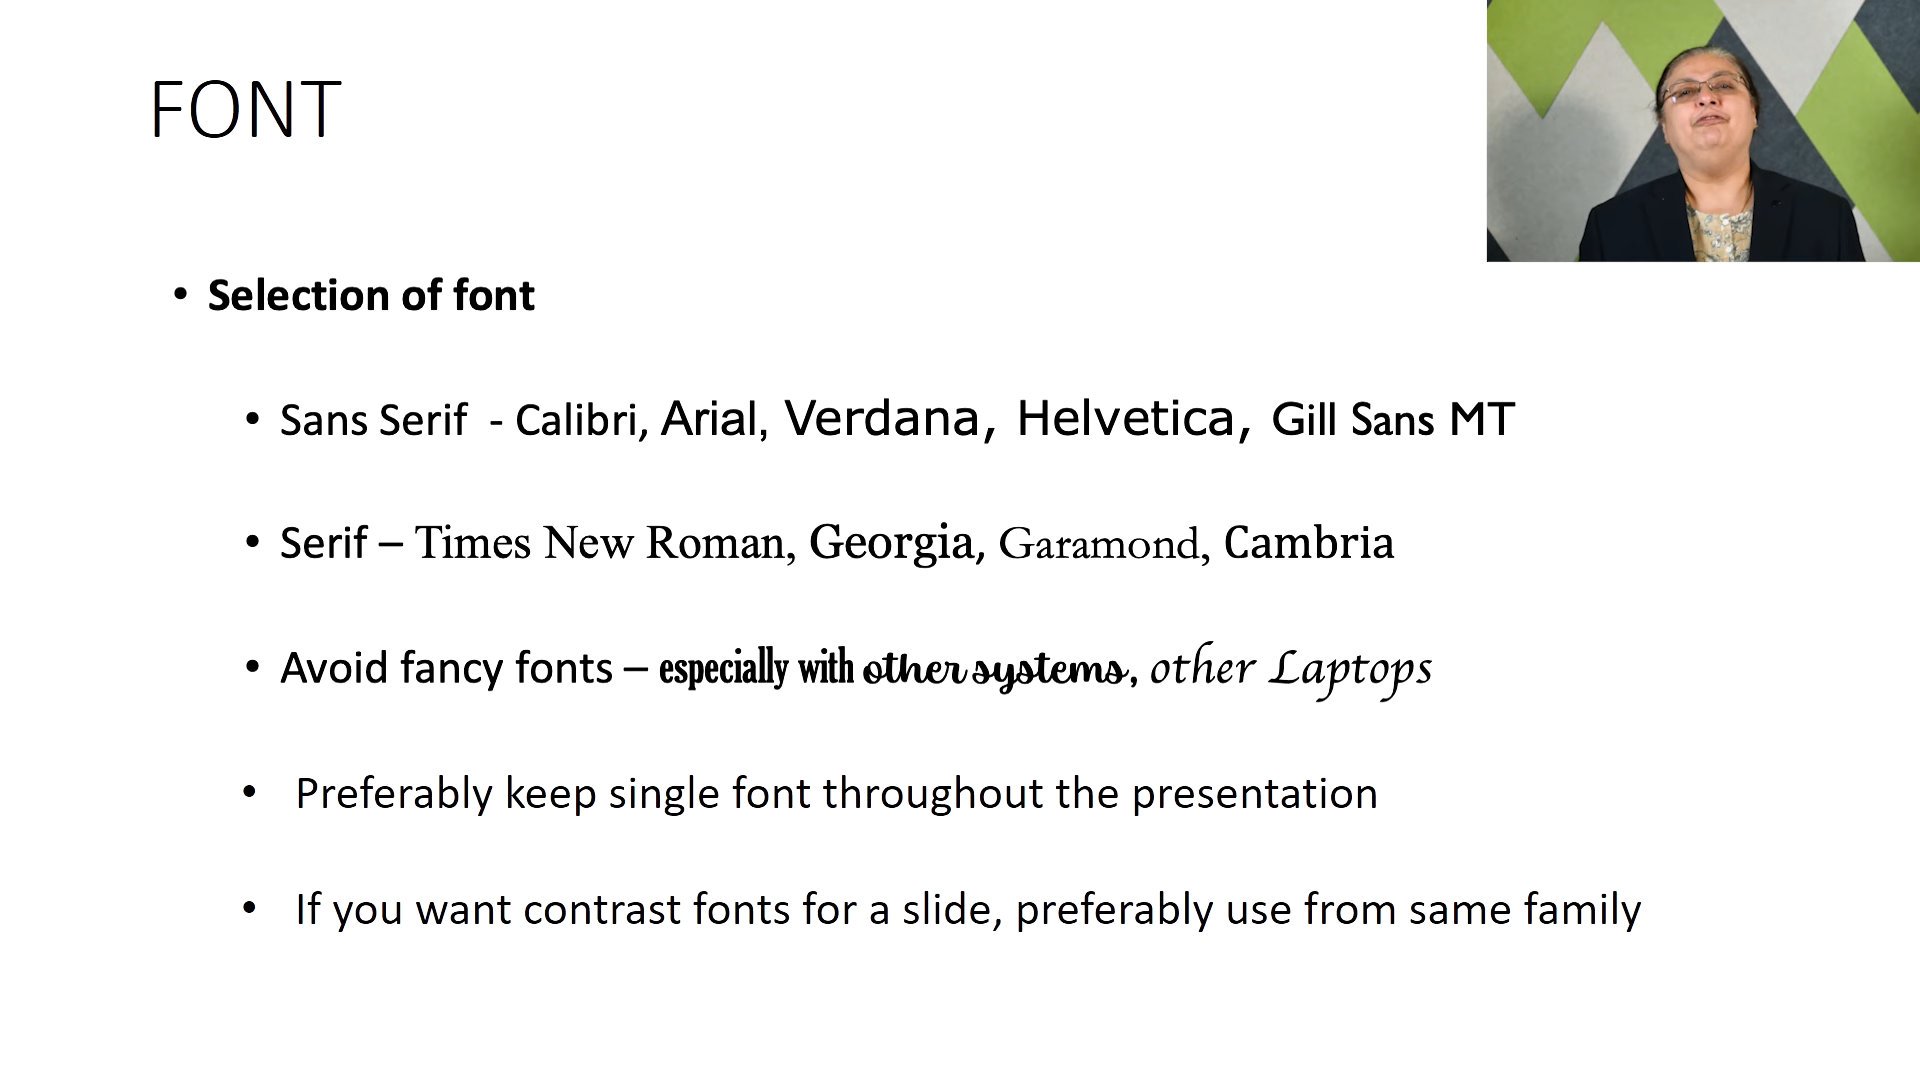 FONT
• Selection of font
• Sans Serif - Calibri, Arial, Verdana, Helvetica, Gill Sans MT
• Serif – Times New Roman, Georgia, Garamond, Cambria
• Avoid fancy fonts – especially with other systems, other Laptops
• Preferably keep single font throughout the presentation
• If you want contrast fonts for a slide, preferably use from same family